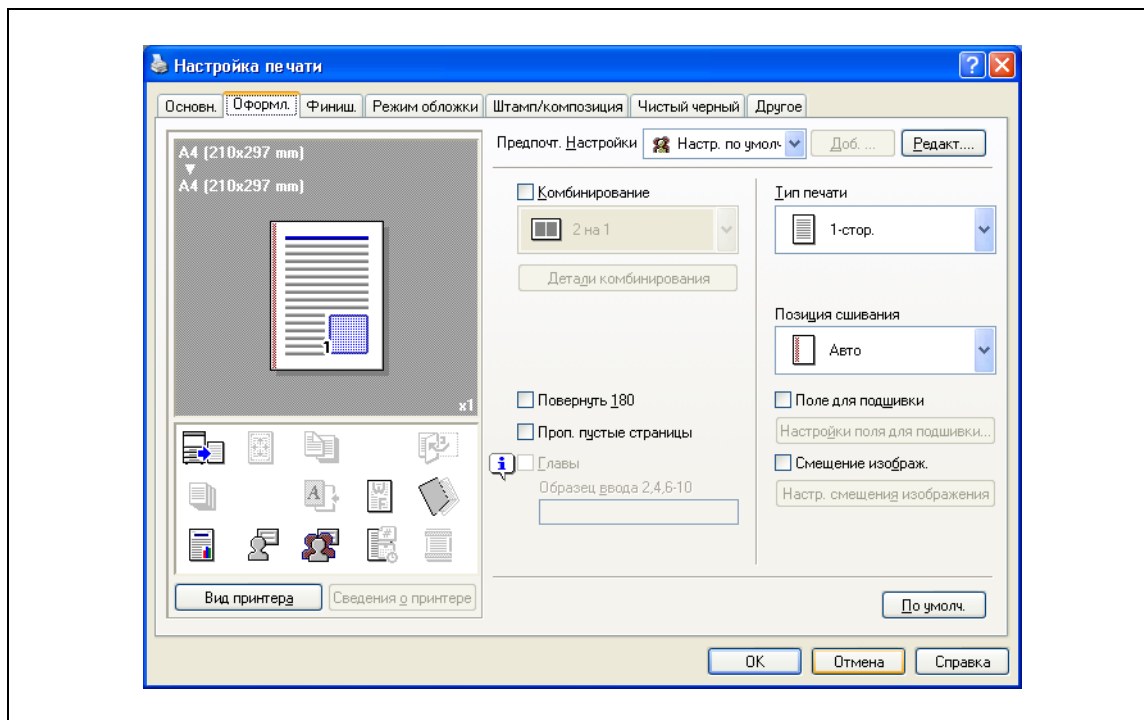 Настройка печати
Основн. Оформл. Финиш. Режим обложки Штамп/композиция Чистый черный Другое
A4 (210x297 mm)
A4 (210x297 mm)
1
x1
Вид принтера Сведения о принтере
Предпочт. Настройки Настр. по умолч Доб. ... Редакт....
Комбинирование
2 на 1
Детали комбинирования
Повернуть 180
Проп. пустые страницы
Главы
Образец ввода 2,4,6-10
Тип печати
1-стор.
Позиция сшивания
Авто
Поле для подшивки
Настройки поля для подшивки...
Смещение изображ.
Настр. смещения изображения
По умолч.
OK Отмена Справка